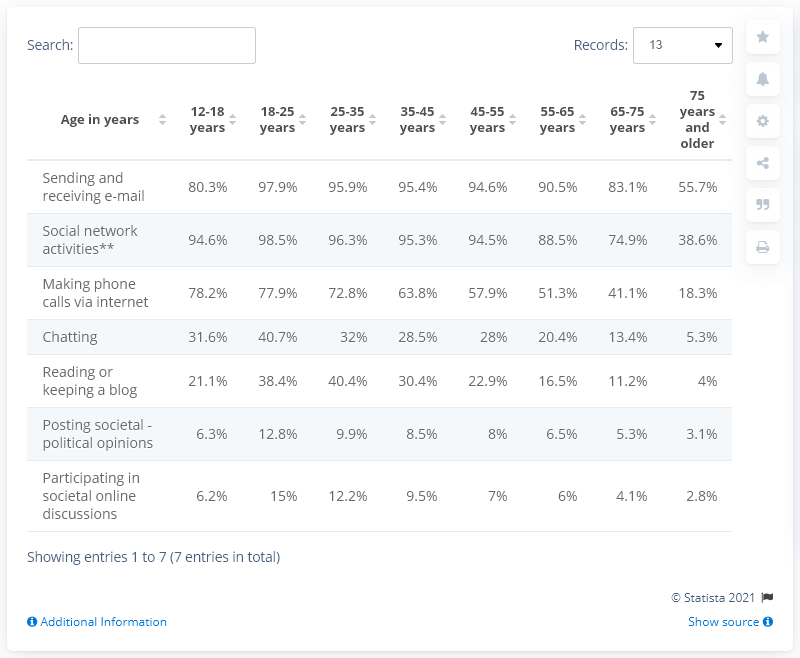 Search:
Records: 13
Age in years 12-18 years 18-25 years 25-35 years 35-45 years 45-55 years 55-65 years 65-75 years 75 years and older
Sending and receiving e-mail 80.3% 97.9% 95.9% 95.4% 94.6% 90.5% 83.1% 55.7%
Social network activities** 94.6% 98.5% 96.3% 95.3% 94.5% 88.5% 74.9% 38.6%
Making phone calls via internet 78.2% 77.9% 72.8% 63.8% 57.9% 51.3% 41.1% 18.3%
Chatting 31.6% 40.7% 32% 28.5% 28% 20.4% 13.4% 5.3%
Reading or keeping a blog 21.1% 38.4% 40.4% 30.4% 22.9% 16.5% 11.2% 4%
Posting societal - political opinions 6.3% 12.8% 9.9% 8.5% 8% 6.5% 5.3% 3.1%
Participating in societal online discussions 6.2% 15% 12.2% 9.5% 7% 6% 4.1% 2.8%
Showing entries 1 to 7 (7 entries in total)
© Statista 2021
Additional Information
Show source